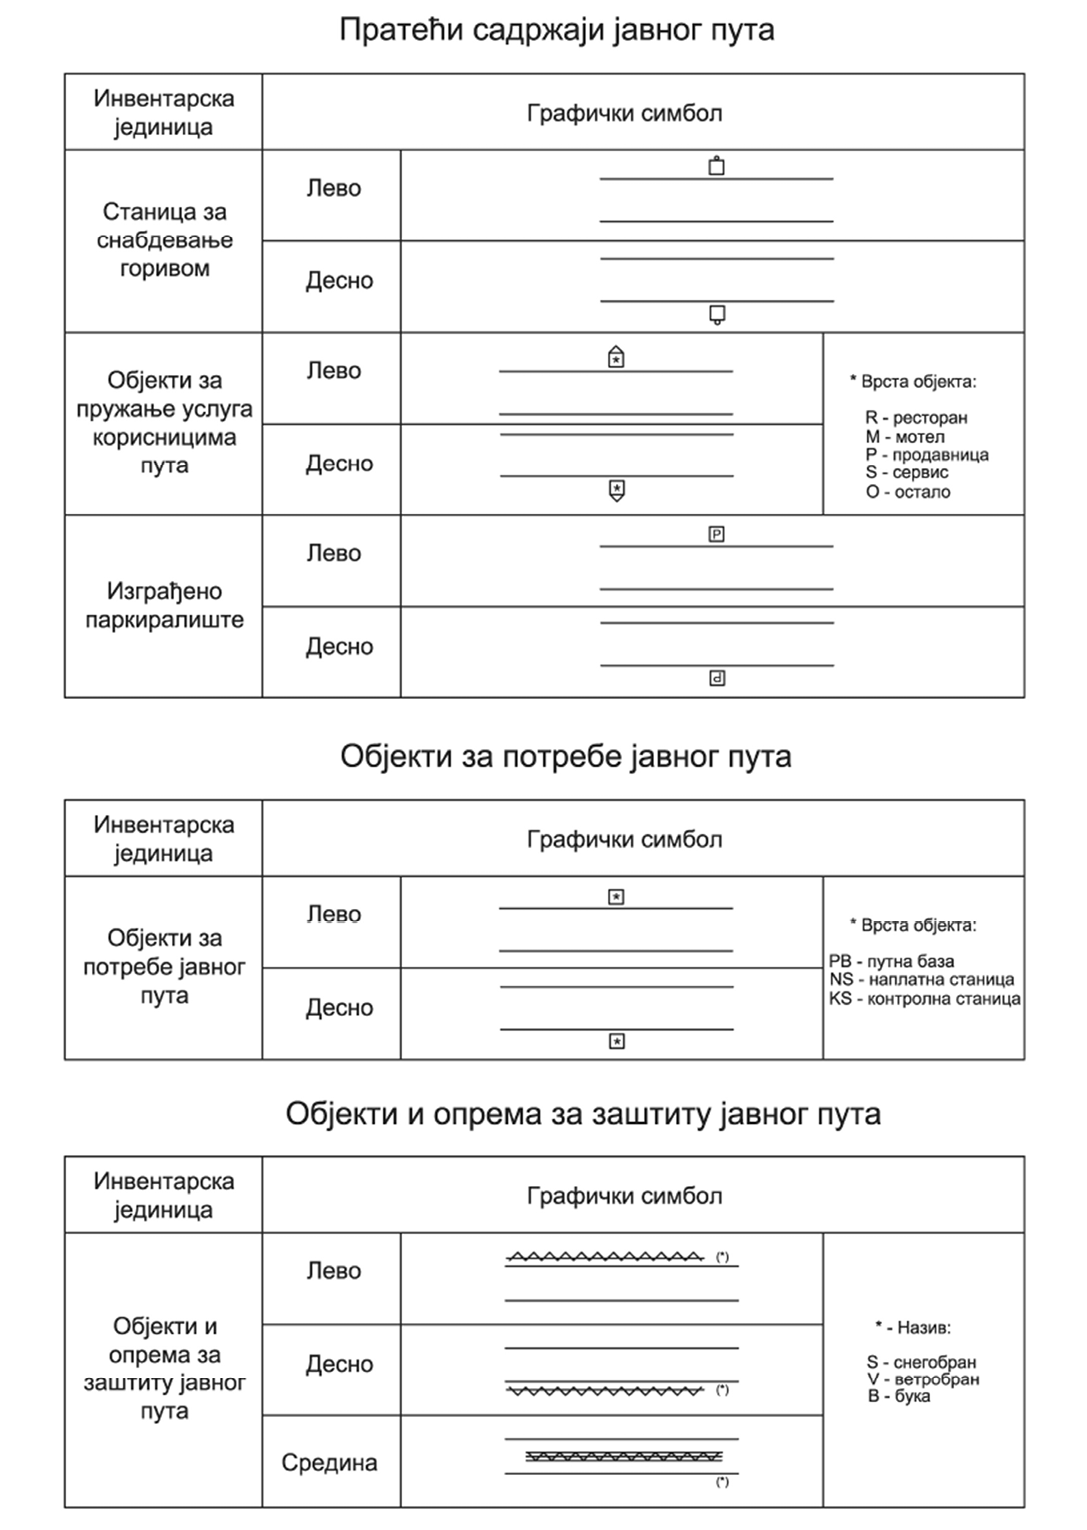 Пратећи садржаји јавног пута
Инвентарска
јединица
Графички симбол
Станица за
снабдевање
горивом
Лево
Десно
Објекти за
пружање услуга
корисницима
пута
Лево
*
Десно
*
* Врста објекта:
R - ресторан
M - мотел
P - продавница
S - сервис
O - остало
Изграђено
паркиралиште
Лево
P
Десно
P
Објекти за потребе јавног пута
Инвентарска
јединица
Графички симбол
Објекти за
потребе јавног
пута
Лево
*
Десно
*
* Врста објекта:
PB - путна база
NS - наплатна станица
KS - контролна станица
Објекти и опрема за заштиту јавног пута
Инвентарска
јединица
Графички симбол
Објекти и
опрема за
заштиту јавног
пута
Лево
(*)
Десно
(*)
Средина
(*)
* - Назив:
S - снегобран
V - ветробран
B - бука